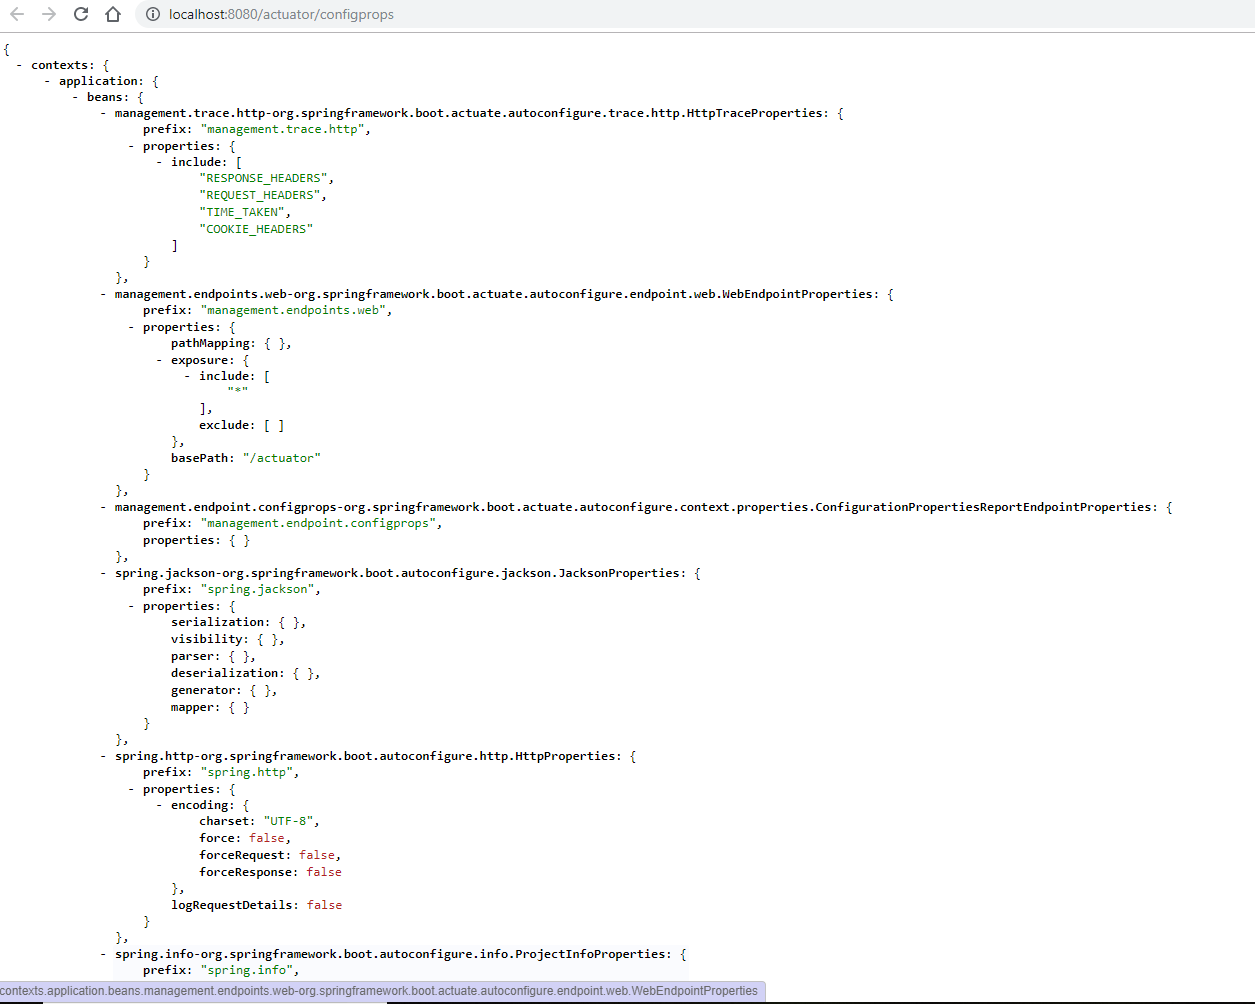 localhost:8080/actuator/configprops
{
- contexts: {
- application: {
- beans: {
- management.trace.http-org.springframework.boot.actuate.autoconfigure.trace.http.HttpTraceProperties: {
prefix: "management.trace.http",
- properties: {
- include: [
"RESPONSE_HEADERS",
"REQUEST_HEADERS",
"TIME_TAKEN",
"COOKIE_HEADERS"
]
}
},
- management.endpoints.web-org.springframework.boot.actuate.autoconfigure.endpoint.web.WebEndpointProperties: {
prefix: "management.endpoints.web",
- properties: {
pathMapping: { },
- exposure: {
- include: [
"*"
],
exclude: [ ]
},
basePath: "/actuator"
}
},
- management.endpoint.configprops-org.springframework.boot.actuate.autoconfigure.context.properties.ConfigurationPropertiesReportEndpointProperties: {
prefix: "management.endpoint.configprops",
properties: { }
},
- spring.jackson-org.springframework.boot.autoconfigure.jackson.JacksonProperties: {
prefix: "spring.jackson",
- properties: {
serialization: { },
visibility: { },
parser: { },
deserialization: { },
generator: { },
mapper: { }
}
},
- spring.http-org.springframework.boot.autoconfigure.http.HttpProperties: {
prefix: "spring.http",
- properties: {
- encoding: {
charset: "UTF-8",
force: false,
forceRequest: false,
forceResponse: false
},
logRequestDetails: false
}
},
- spring.info-org.springframework.boot.autoconfigure.info.ProjectInfoProperties: {
prefix: "spring.info",
contexts.application.beans.management.endpoints.web-org.springframework.boot.actuate.autoconfigure.endpoint.web.WebEndpointProperties